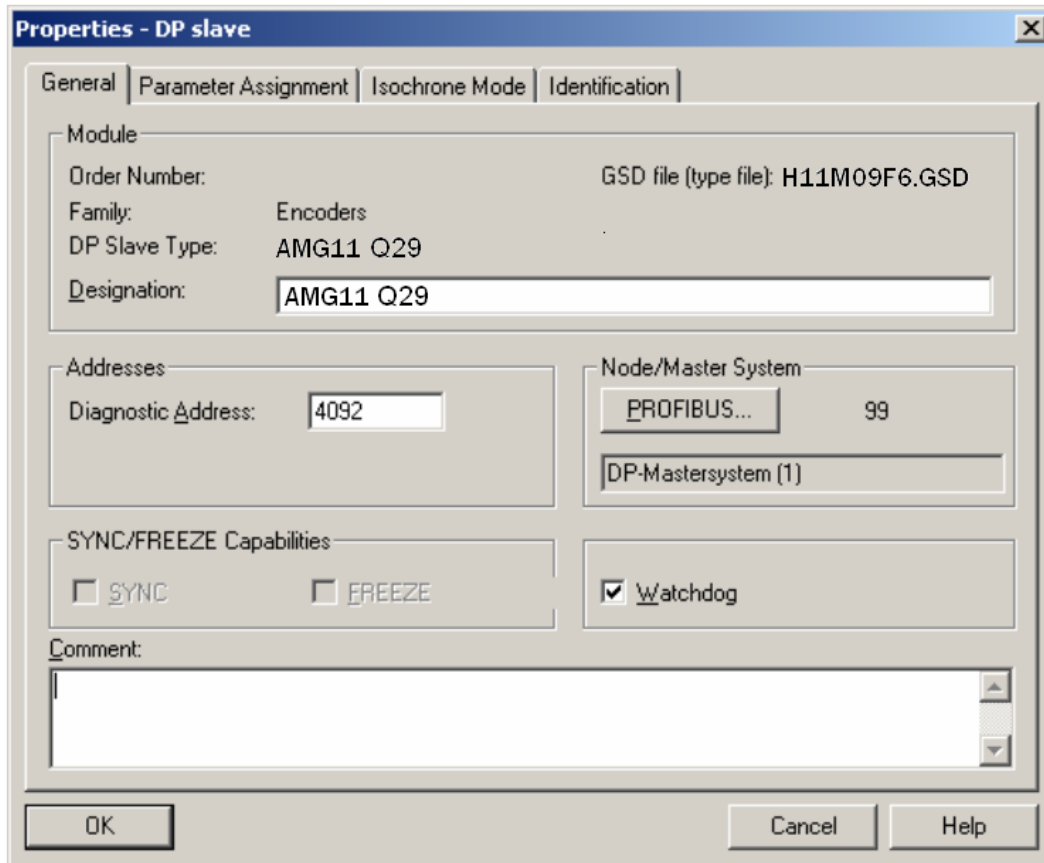 Properties - DP slave
General Parameter Assignment Isochrone Mode Identification
Module
Order Number: GSD file (type file): H11M09F6.GSD
Family: Encoders
DP Slave Type: AMG11 Q29
Designation: AMG11 Q29
Addresses
Diagnostic Address: 4092
Node/Master System
PROFIBUS... 99
DP-Mastersystem (1)
SYNC/FREEZE Capabilities
SYNC FREEZE
Watchdog
Comment:
OK Cancel Help